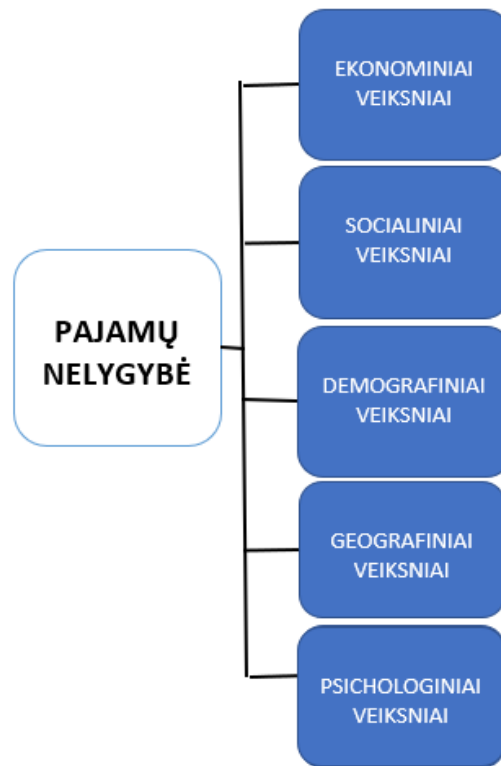 PAJAMŲ
NELYGYBĖ
EKONOMINIAI
VEIKSNIAI
SOCIALINIAI
VEIKSNIAI
DEMOGRAFINIAI
VEIKSNIAI
GEOGRAFINIAI
VEIKSNIAI
PSICHOLOGINIAI
VEIKSNIAI